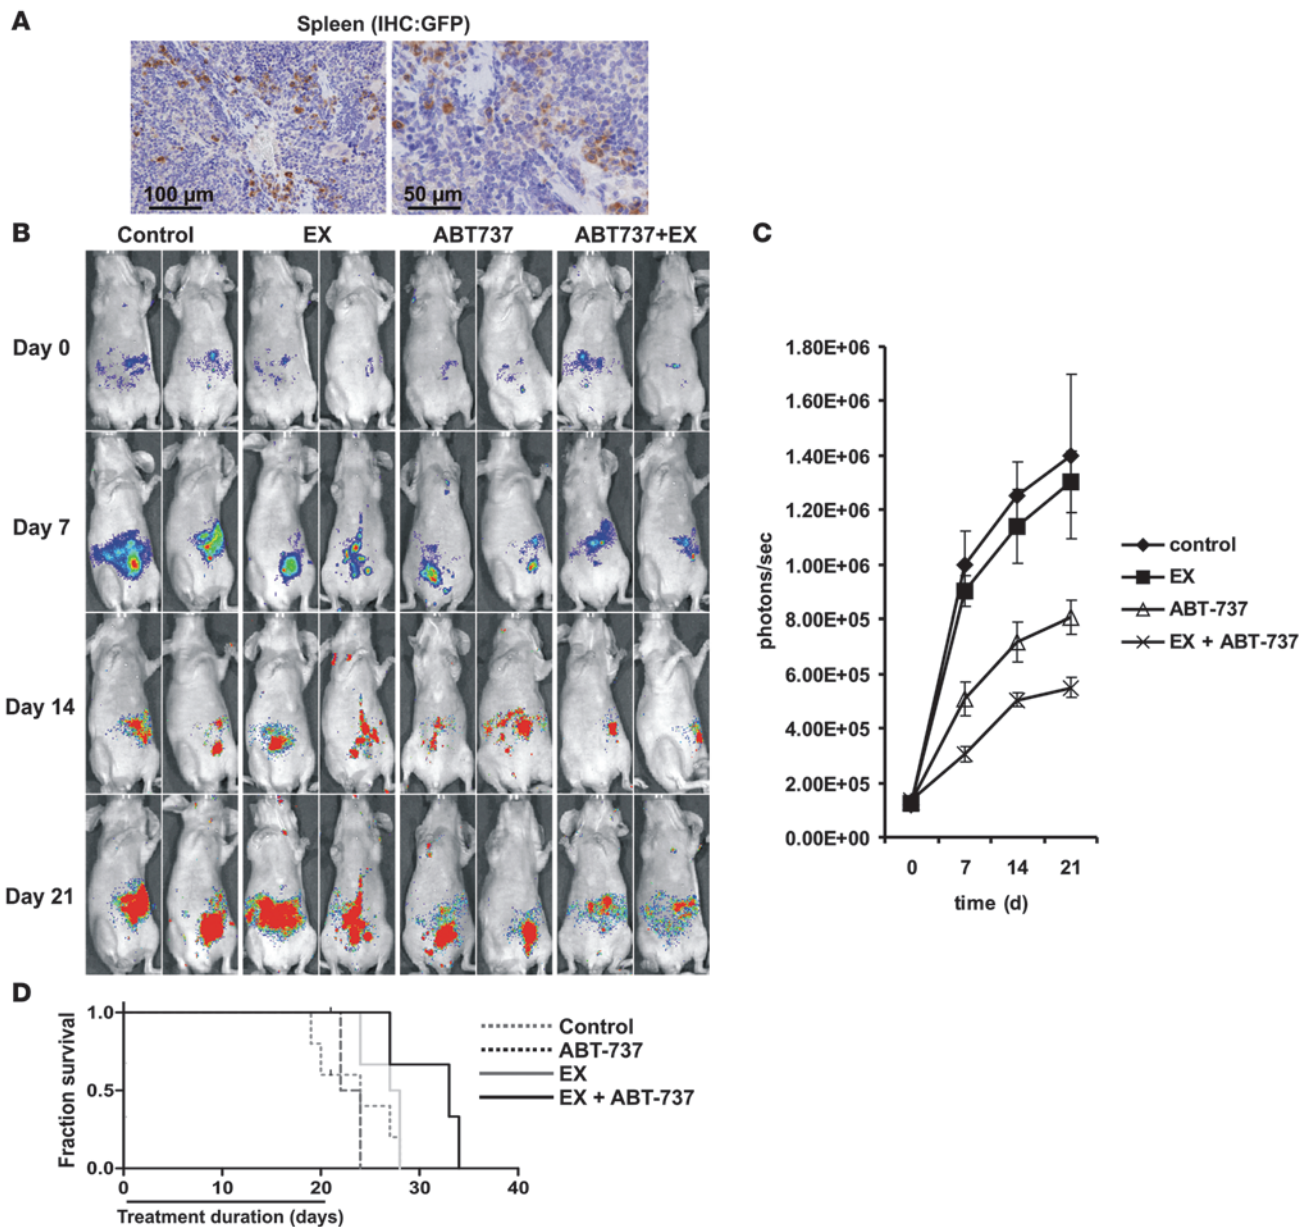 A
Spleen (IHC:GFP)
100 µm
50 µm
B
Control EX ABT737 ABT737+EX
Day 0
Day 7
Day 14
Day 21
C
1.80E+06
1.60E+06
1.40E+06
1.20E+06
1.00E+06
8.00E+05
6.00E+05
4.00E+05
2.00E+05
0.00E+00
photons/sec
0 7 14 21
time (d)
control
EX
ABT-737
EX + ABT-737
D
1.0
0.5
0.0
Fraction survival
0 10 20 30 40
Treatment duration (days)
Control
ABT-737
EX
EX + ABT-737